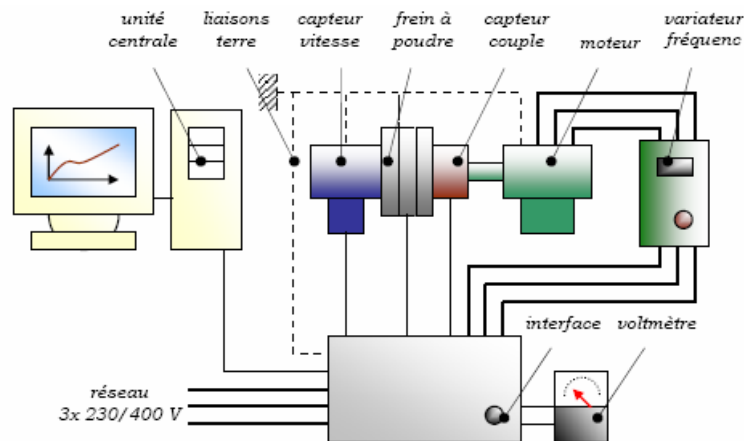 unité
centrale
liaisons
terre
capteur
vitesse
frein à
poudre
capteur
couple
moteur
variateur
fréquenc
interface
voltmètre
réseau
3x 230/400 V